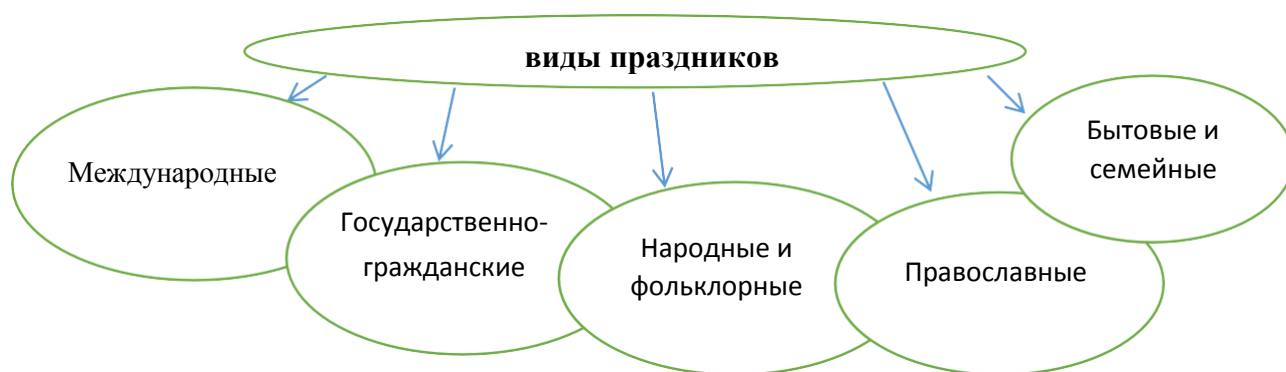 виды праздников
Международные
Государственно-
гражданские
Народные и
фольклорные
Православные
Бытовые и
семейные